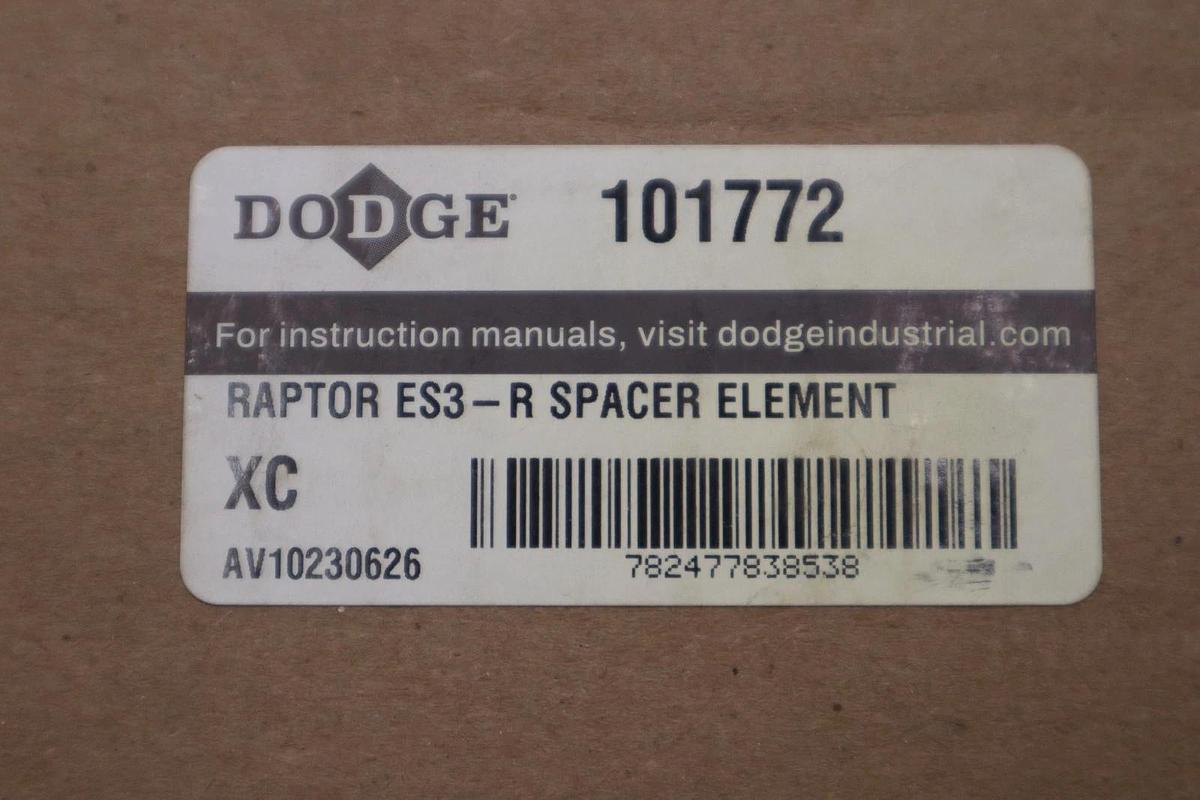 DODGE 101772
For instruction manuals, visit dodgeindustrial.com
RAPTOR ES3-R SPACER ELEMENT
XC
AV10230626
782477838538